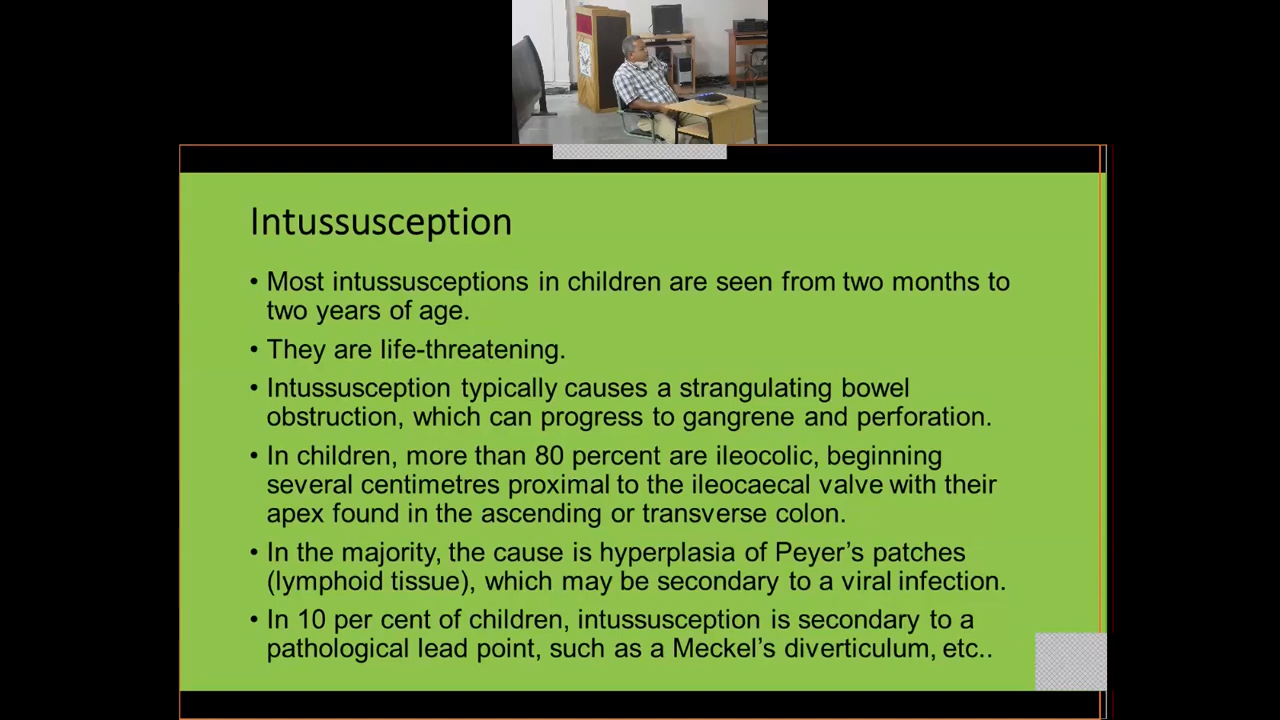 Intussusception
• Most intussusceptions in children are seen from two months to
two years of age.
• They are life-threatening.
• Intussusception typically causes a strangulating bowel
obstruction, which can progress to gangrene and perforation.
• In children, more than 80 percent are ileocolic, beginning
several centimetres proximal to the ileocaecal valve with their
apex found in the ascending or transverse colon.
• In the majority, the cause is hyperplasia of Peyer’s patches
(lymphoid tissue), which may be secondary to a viral infection.
• In 10 per cent of children, intussusception is secondary to a
pathological lead point, such as a Meckel’s diverticulum, etc..